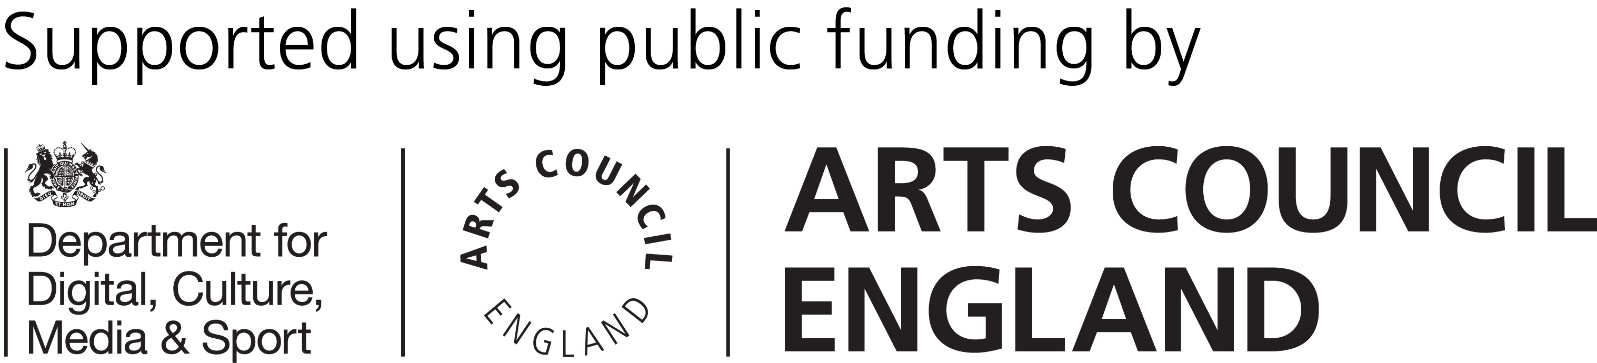 Supported using public funding by
Department for
Digital, Culture,
Media & Sport
ARTS COUNCIL
ENGLAND
ARTS COUNCIL
ENGLAND